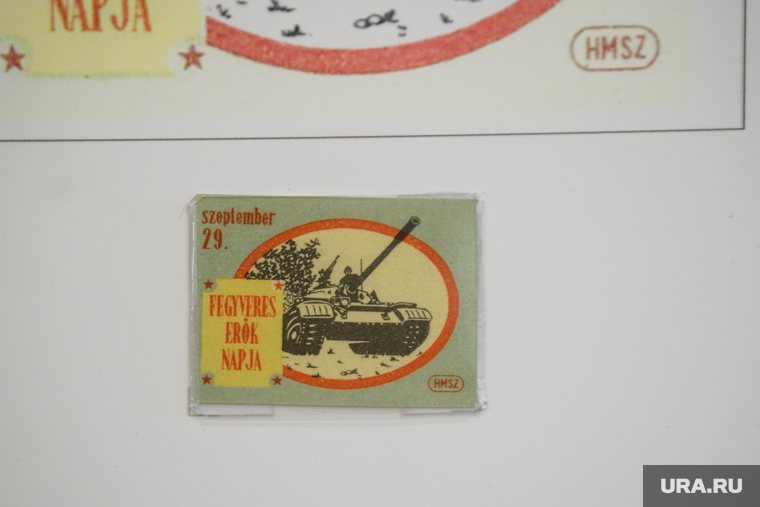 NAPJA
HMSZ
szeptember
29.
FEGYVERES
ERŐK
NAPJA
HMSZ
URA.RU